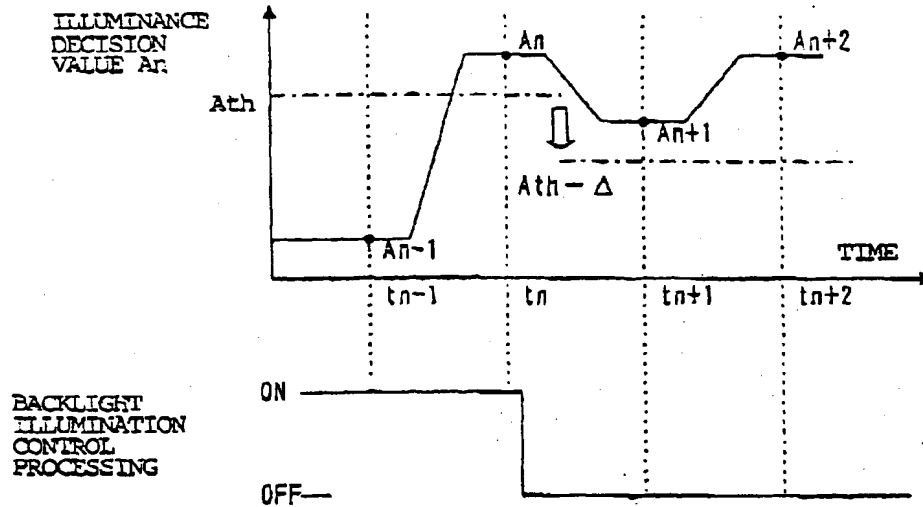 ILLUMINANCE
DECISION
VALUE An
An
An+2
Ath
An+1
Ath - Δ
An-1
TIME
tn-1
tn
tn+1
tn+2
ON
BACKLIGHT
ILLUMINATION
CONTROL
PROCESSING
OFF